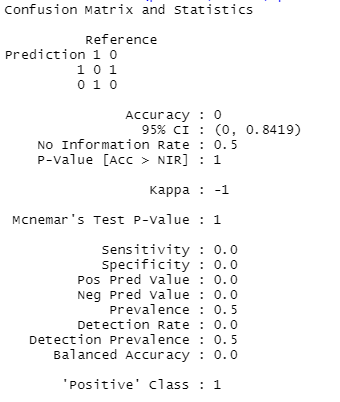 Confusion Matrix and Statistics
Reference
Prediction 1 0
1 0 1
0 1 0
Accuracy : 0
95% CI : (0, 0.8419)
No Information Rate : 0.5
P-Value [Acc > NIR] : 1
Kappa : -1
Mcnemar's Test P-Value : 1
Sensitivity : 0.0
Specificity : 0.0
Pos Pred Value : 0.0
Neg Pred Value : 0.0
Prevalence : 0.5
Detection Rate : 0.0
Detection Prevalence : 0.5
Balanced Accuracy : 0.0
'Positive' Class : 1